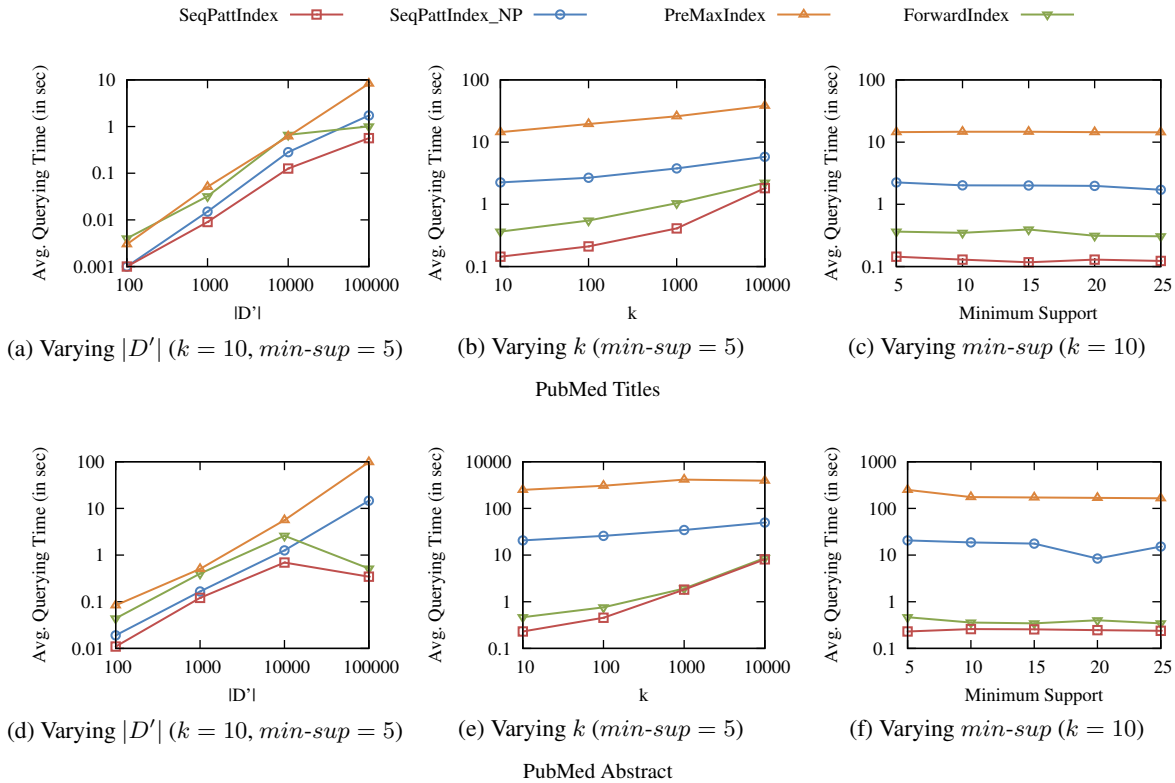 SeqPattIndex SeqPattIndex_NP PreMaxIndex ForwardIndex
Avg. Querying Time (in sec)
10
1
0.1
0.01
0.001
100 1000 10000 100000
|D'|
(a) Varying |D′| (k = 10, min-sup = 5)
Avg. Querying Time (in sec)
100
10
1
0.1
10 100 1000 10000
k
(b) Varying k (min-sup = 5)
Avg. Querying Time (in sec)
100
10
1
0.1
5 10 15 20 25
Minimum Support
(c) Varying min-sup (k = 10)
PubMed Titles
Avg. Querying Time (in sec)
100
10
1
0.1
0.01
100 1000 10000 100000
|D'|
(d) Varying |D′| (k = 10, min-sup = 5)
Avg. Querying Time (in sec)
10000
1000
100
10
1
0.1
10 100 1000 10000
k
(e) Varying k (min-sup = 5)
Avg. Querying Time (in sec)
1000
100
10
1
0.1
5 10 15 20 25
Minimum Support
(f) Varying min-sup (k = 10)
PubMed Abstract